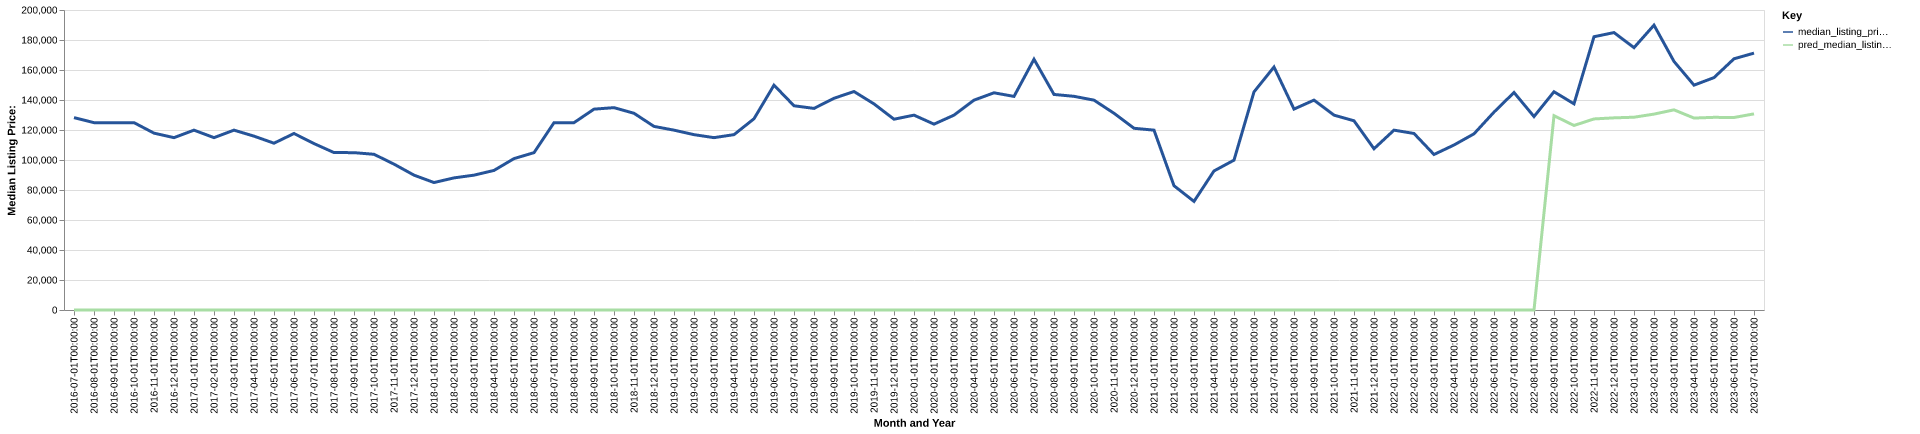 200,000
180,000
160,000
140,000
120,000
100,000
80,000
60,000
40,000
20,000
0
Median Listing Price:
2016-07-01T00:00:00
2016-08-01T00:00:00
2016-09-01T00:00:00
2016-10-01T00:00:00
2016-11-01T00:00:00
2016-12-01T00:00:00
2017-01-01T00:00:00
2017-02-01T00:00:00
2017-03-01T00:00:00
2017-04-01T00:00:00
2017-05-01T00:00:00
2017-06-01T00:00:00
2017-07-01T00:00:00
2017-08-01T00:00:00
2017-09-01T00:00:00
2017-10-01T00:00:00
2017-11-01T00:00:00
2017-12-01T00:00:00
2018-01-01T00:00:00
2018-02-01T00:00:00
2018-03-01T00:00:00
2018-04-01T00:00:00
2018-05-01T00:00:00
2018-06-01T00:00:00
2018-07-01T00:00:00
2018-08-01T00:00:00
2018-09-01T00:00:00
2018-10-01T00:00:00
2018-11-01T00:00:00
2018-12-01T00:00:00
2019-01-01T00:00:00
2019-02-01T00:00:00
2019-03-01T00:00:00
2019-04-01T00:00:00
2019-05-01T00:00:00
2019-06-01T00:00:00
2019-07-01T00:00:00
2019-08-01T00:00:00
2019-09-01T00:00:00
2019-10-01T00:00:00
2019-11-01T00:00:00
2019-12-01T00:00:00
2020-01-01T00:00:00
2020-02-01T00:00:00
2020-03-01T00:00:00
2020-04-01T00:00:00
2020-05-01T00:00:00
2020-06-01T00:00:00
2020-07-01T00:00:00
2020-08-01T00:00:00
2020-09-01T00:00:00
2020-10-01T00:00:00
2020-11-01T00:00:00
2020-12-01T00:00:00
2021-01-01T00:00:00
2021-02-01T00:00:00
2021-03-01T00:00:00
2021-04-01T00:00:00
2021-05-01T00:00:00
2021-06-01T00:00:00
2021-07-01T00:00:00
2021-08-01T00:00:00
2021-09-01T00:00:00
2021-10-01T00:00:00
2021-11-01T00:00:00
2021-12-01T00:00:00
2022-01-01T00:00:00
2022-02-01T00:00:00
2022-03-01T00:00:00
2022-04-01T00:00:00
2022-05-01T00:00:00
2022-06-01T00:00:00
2022-07-01T00:00:00
2022-08-01T00:00:00
2022-09-01T00:00:00
2022-10-01T00:00:00
2022-11-01T00:00:00
2022-12-01T00:00:00
2023-01-01T00:00:00
2023-02-01T00:00:00
2023-03-01T00:00:00
2023-04-01T00:00:00
2023-05-01T00:00:00
2023-06-01T00:00:00
2023-07-01T00:00:00
Month and Year
Key
median_listing_pri…
pred_median_listin…